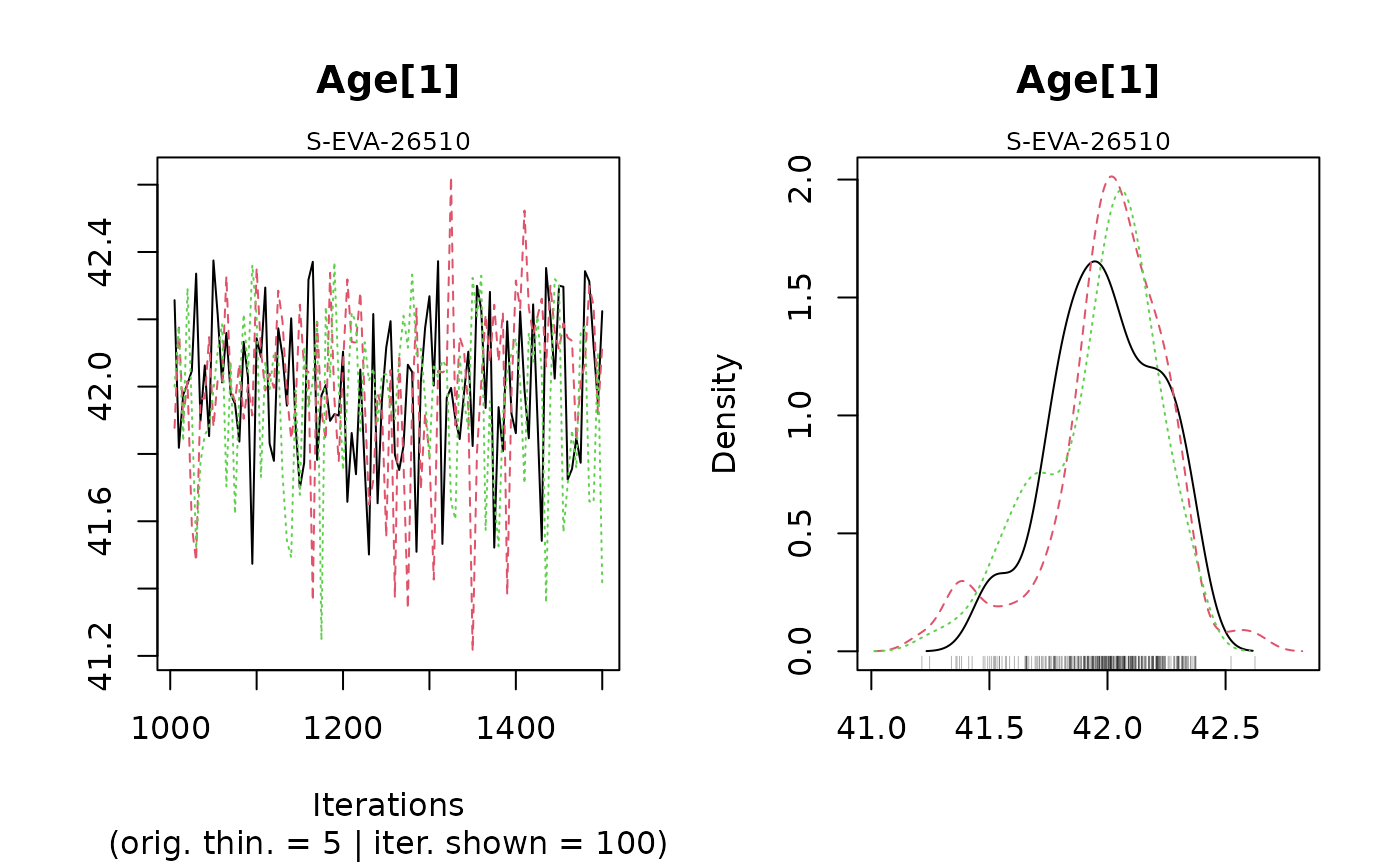 Age[1]
S-EVA-26510
42.4
42.0
41.6
41.2
1000 1200 1400
Iterations
(orig. thin. = 5 | iter. shown = 100)
Age[1]
S-EVA-26510
Density
2.0
1.5
1.0
0.5
0.0
41.0 41.5 42.0 42.5